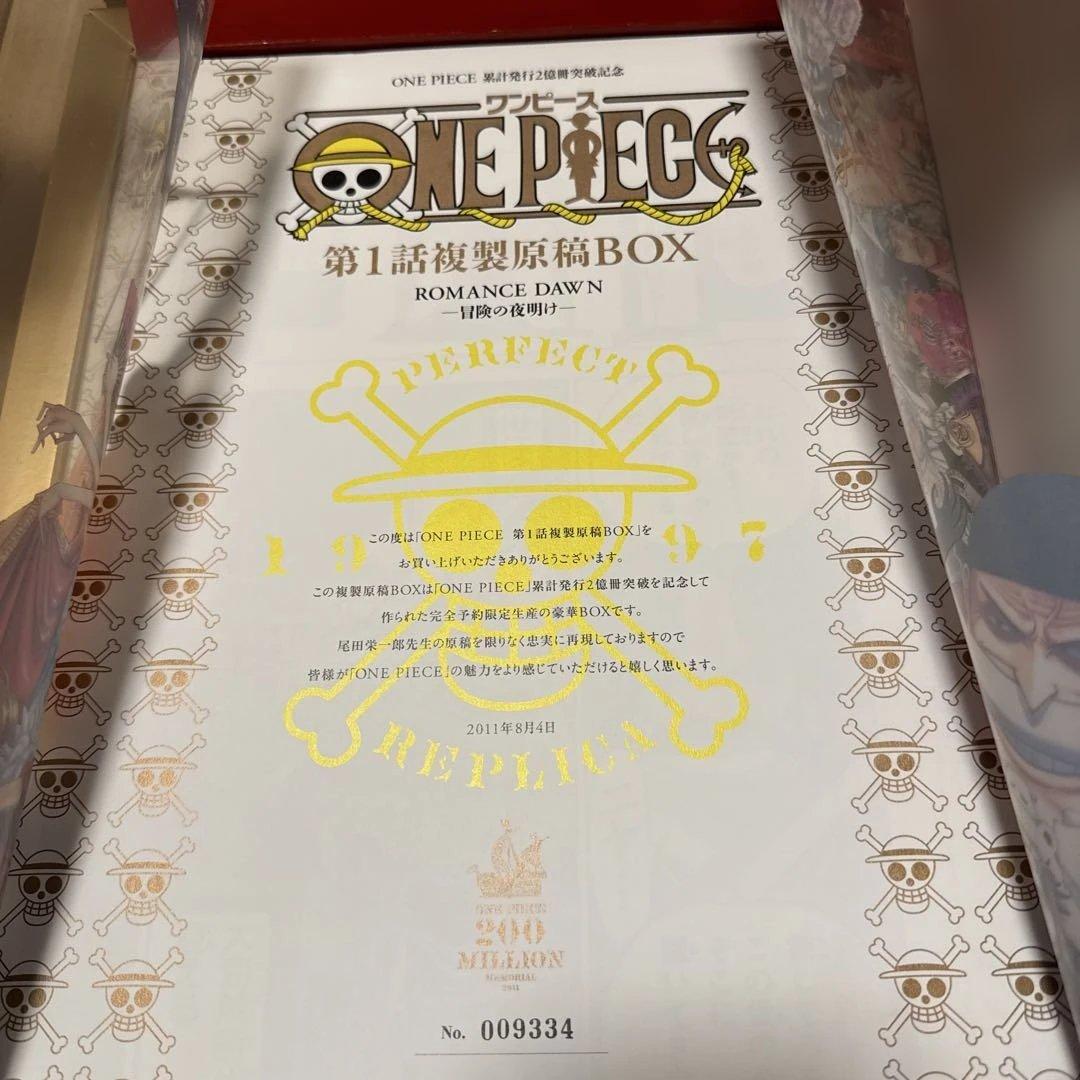 ONE PIECE 累計発行2億冊突破記念
ワンピース
ONE PIECE
第1話複製原稿BOX
ROMANCE DAWN
―冒険の夜明け―
PERFECT
1997
この度は「ONE PIECE 第1話複製原稿BOX」を
お買い上げいただきありがとうございます。
この複製原稿BOXは「ONE PIECE」累計発行2億冊突破を記念して
作られた完全予約限定生産の豪華BOXです。
尾田栄一郎先生の原稿を限りなく忠実に再現しておりますので
皆様が「ONE PIECE」の魅力をより感じていただけると嬉しく思います。
2011年8月4日
REPLICA
ONE PIECE
200
MILLION
MEMORIAL
2011
No. 009334